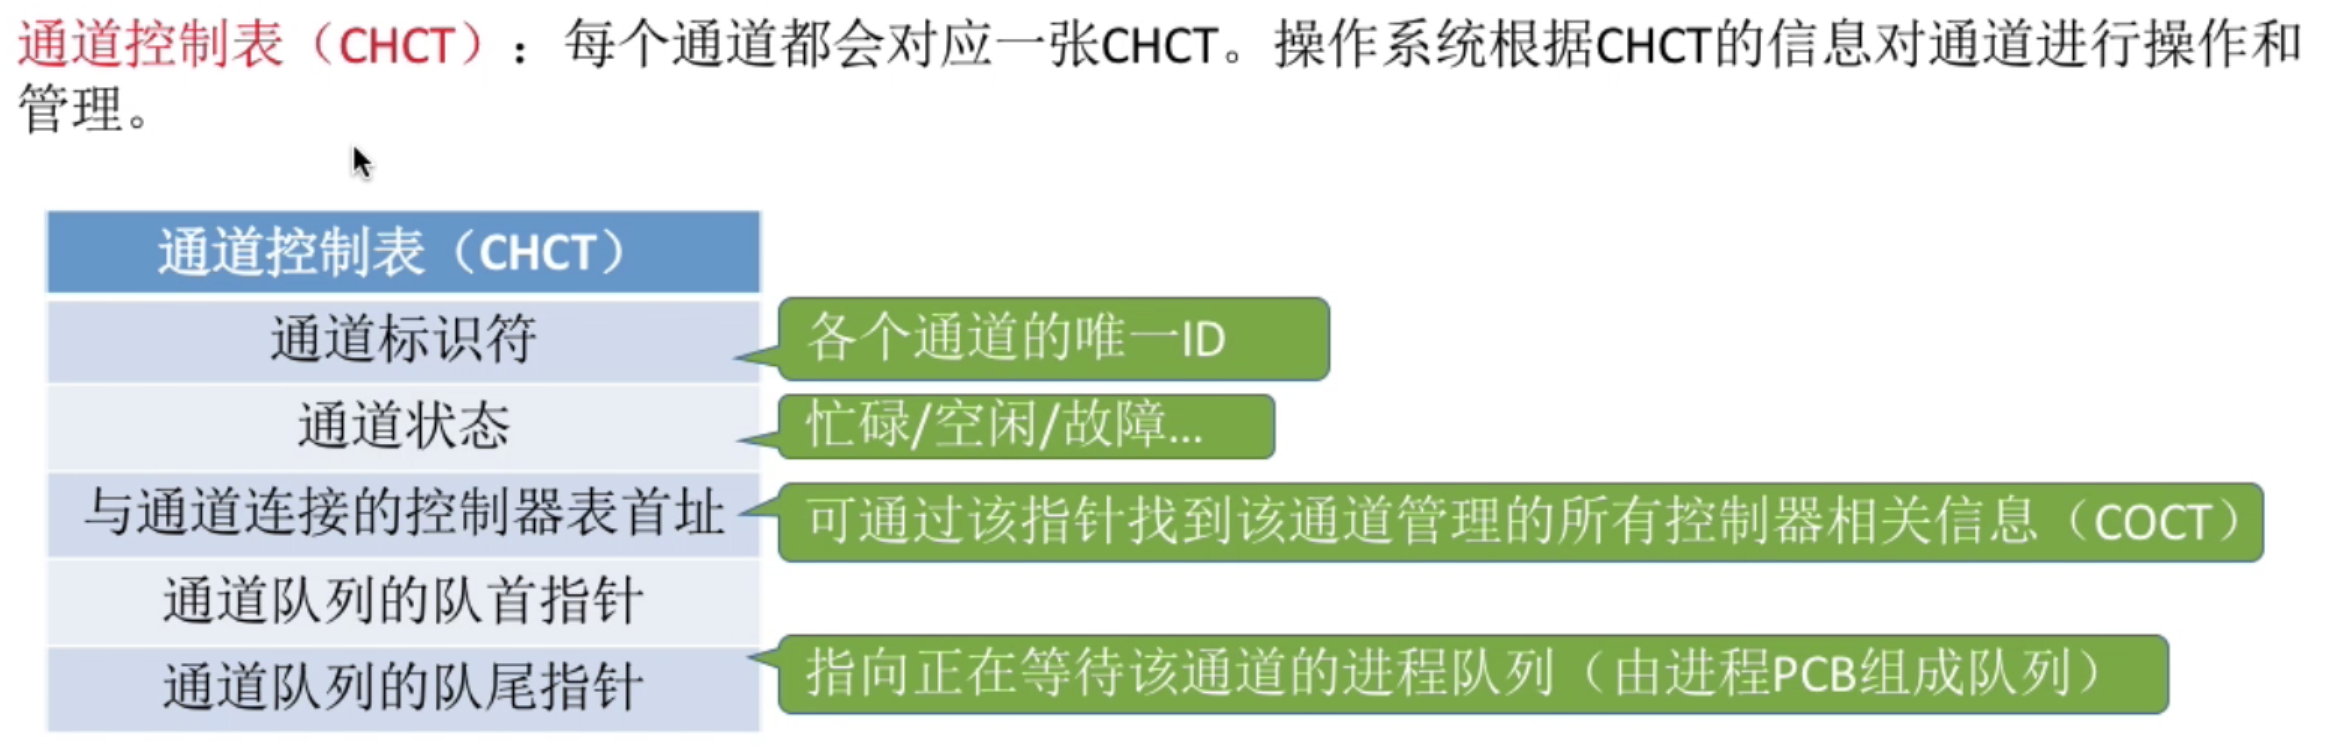 通道控制表（CHCT）：每个通道都会对应一张CHCT。操作系统根据CHCT的信息对通道进行操作和
管理。
通道控制表（CHCT）
通道标识符
各个通道的唯一ID
通道状态
忙碌/空闲/故障...
与通道连接的控制器表首址
可通过该指针找到该通道管理的所有控制器相关信息（COCT）
通道队列的队首指针
通道队列的队尾指针
指向正在等待该通道的进程队列（由进程PCB组成队列）